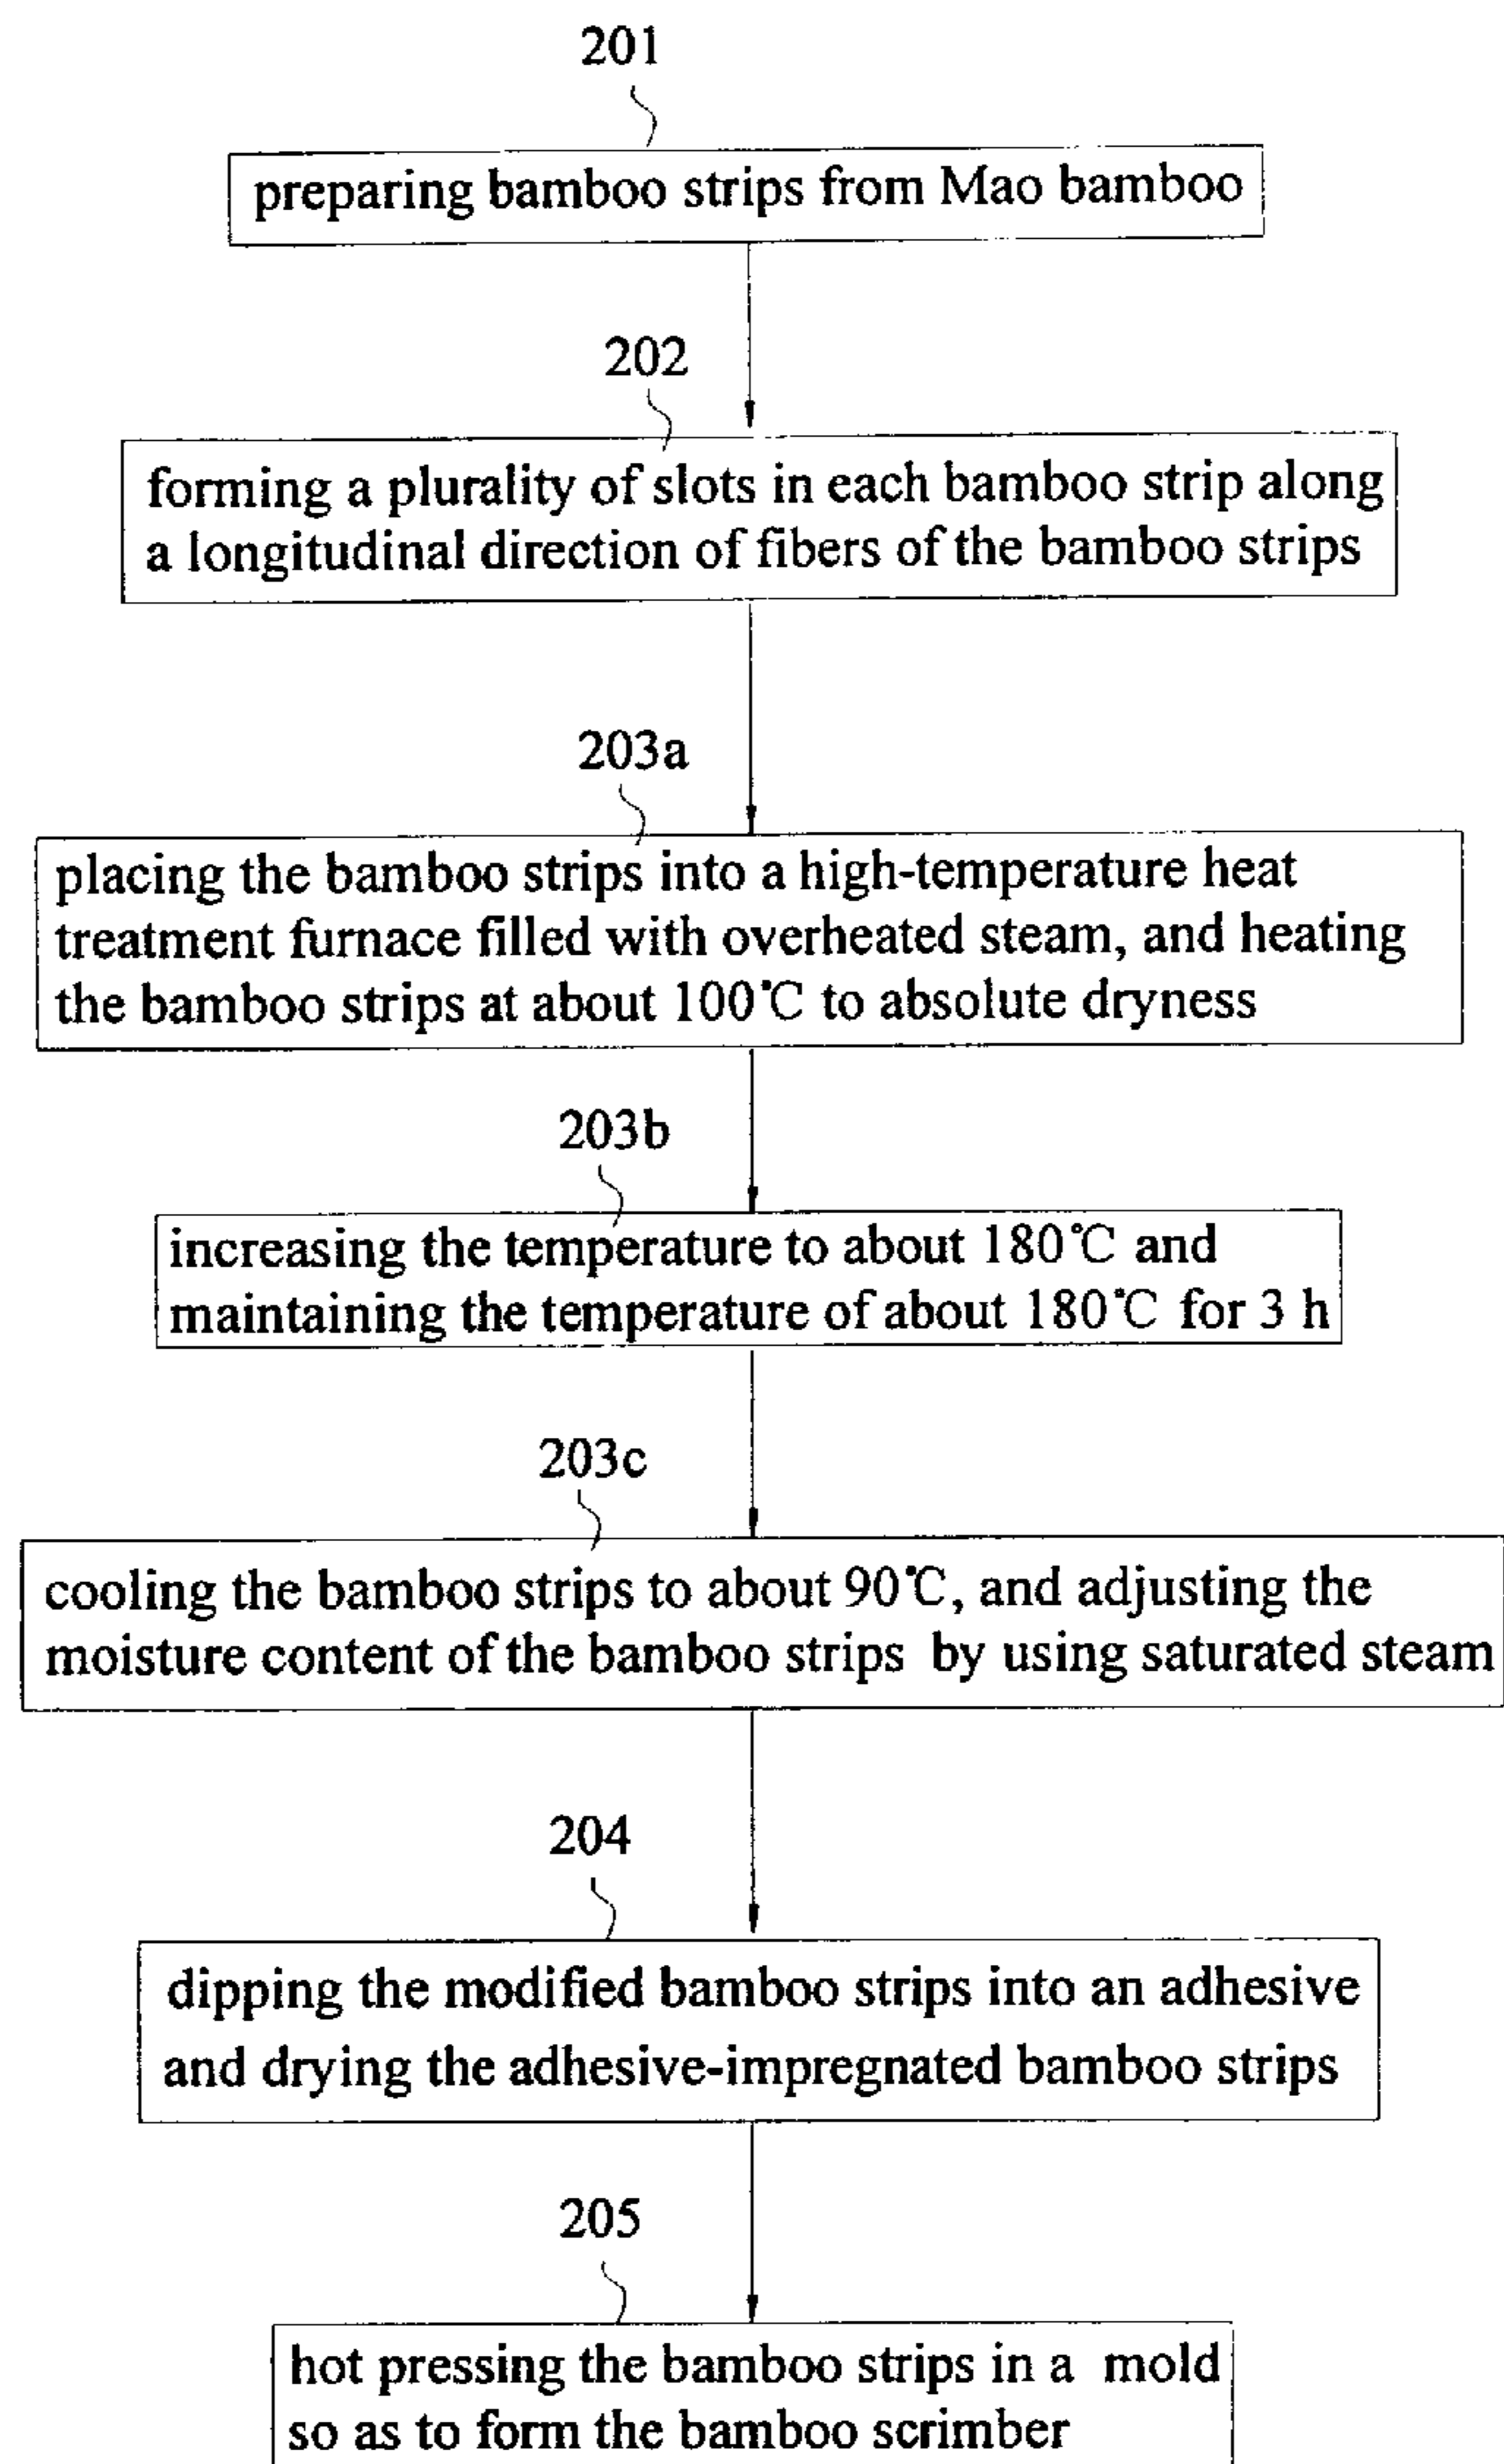 201
preparing bamboo strips from Mao bamboo
202
forming a plurality of slots in each bamboo strip along
a longitudinal direction of fibers of the bamboo strips
203a
placing the bamboo strips into a high-temperature heat
treatment furnace filled with overheated steam, and heating
the bamboo strips at about 100℃ to absolute dryness
203b
increasing the temperature to about 180℃ and
maintaining the temperature of about 180℃ for 3 h
203c
cooling the bamboo strips to about 90℃, and adjusting the
moisture content of the bamboo strips by using saturated steam
204
dipping the modified bamboo strips into an adhesive
and drying the adhesive-impregnated bamboo strips
205
hot pressing the bamboo strips in a mold
so as to form the bamboo scrimber